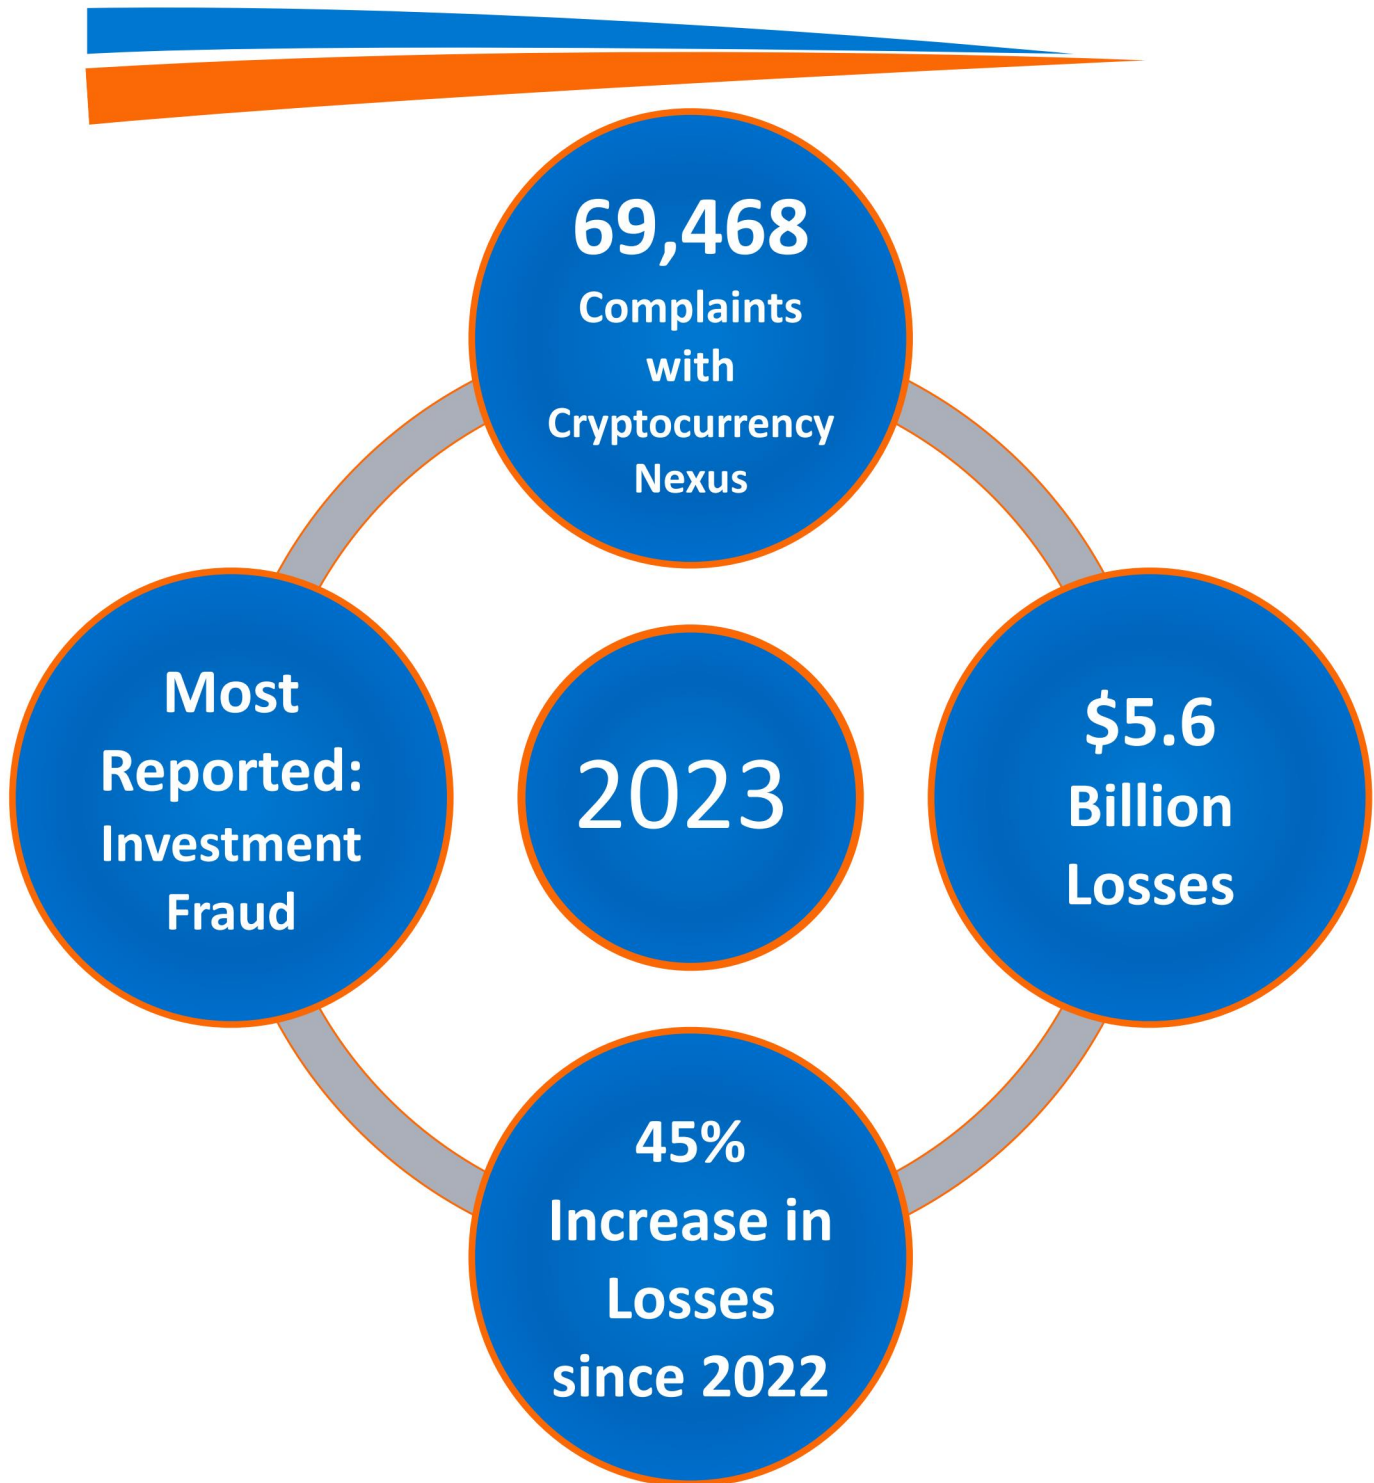 69,468
Complaints
with
Cryptocurrency
Nexus
Most
Reported:
Investment
Fraud
2023
$5.6
Billion
Losses
45%
Increase in
Losses
since 2022